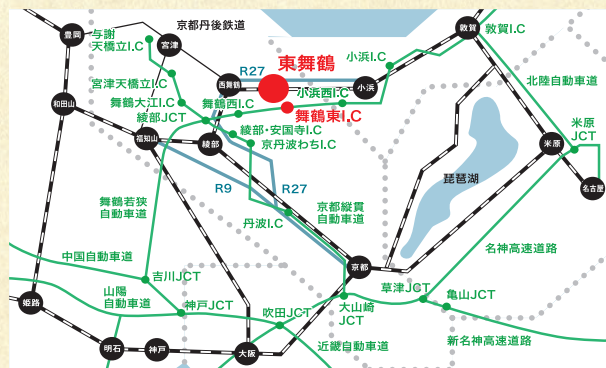 京都丹後鉄道
豊岡
与謝
天橋立I.C
宮津
敦賀
敦賀I.C
東舞鶴
小浜I.C
R27
宮津天橋立I.C
西舞鶴
小浜
北陸自動車道
小浜西I.C
舞鶴大江I.C
舞鶴西I.C
和田山
舞鶴東I.C
綾部JCT
綾部・安国寺I.C
米原
JCT
福知山
綾部
京丹波わちI.C
米原
琵琶湖
名古屋
R9
R27
舞鶴若狭
自動車道
京都縦貫
自動車道
丹波I.C
中国自動車道
名神高速道路
京都
吉川JCT
山陽
自動車道
草津JCT
亀山JCT
姫路
神戸JCT
吹田JCT
大山崎
JCT
新名神高速道路
明石
神戸
大阪
近畿自動車道